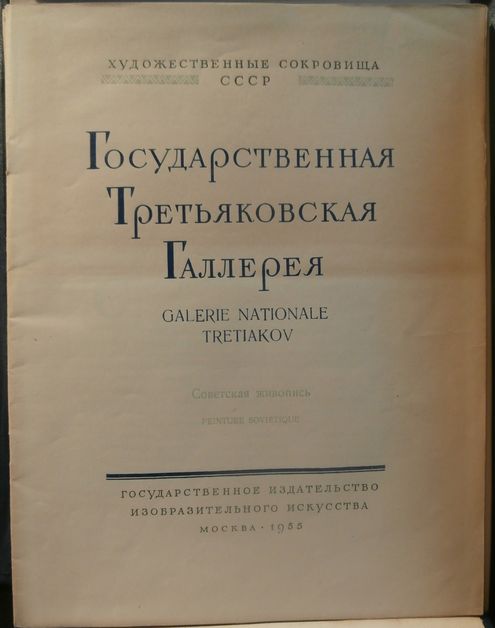 ХУДОЖЕСТВЕННЫЕ СОКРОВИЩА
СССР
ГОСУДАРСТВЕННАЯ
ТРЕТЬЯКОВСКАЯ
ГАЛЛЕРЕЯ
GALERIE NATIONALE
TRETIAKOV
Советская живопись
PEINTURE SOVIETIQUE
ГОСУДАРСТВЕННОЕ ИЗДАТЕЛЬСТВО
ИЗОБРАЗИТЕЛЬНОГО ИСКУССТВА
МОСКВА · 1955